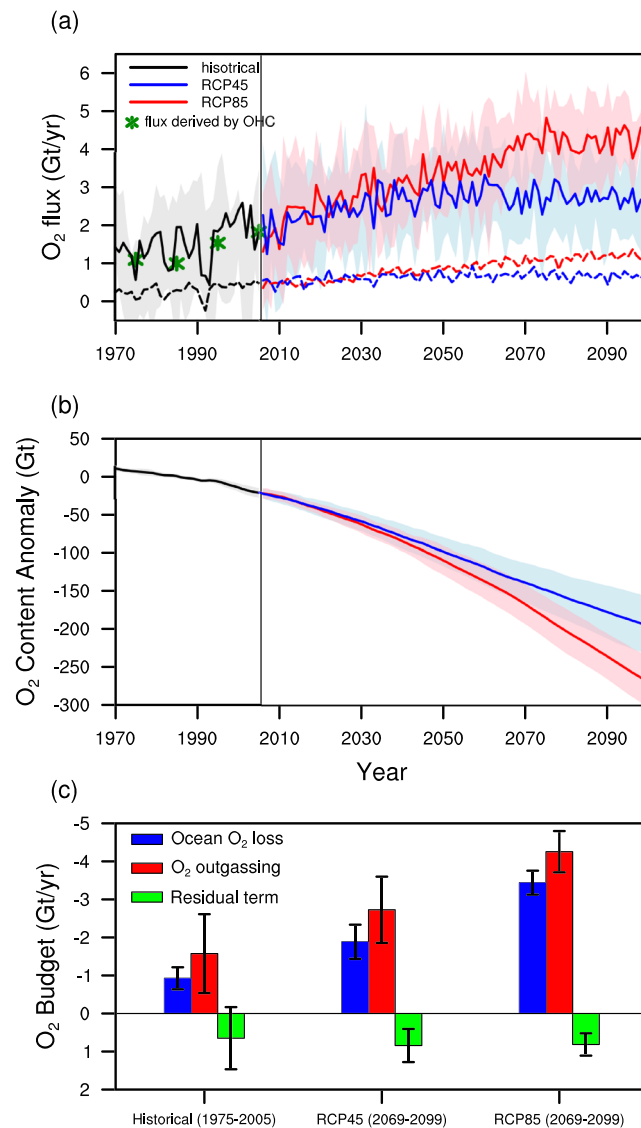 (a)
O2 flux (Gt/yr)
6
5
4
3
2
1
0
hisotrical
RCP45
RCP85
flux derived by OHC
1970 1990 2010 2030 2050 2070 2090
(b)
O2 Content Anomaly (Gt)
50
0
-50
-100
-150
-200
-250
-300
1970 1990 2010 2030 2050 2070 2090
Year
(c)
O2 Budget (Gt/yr)
-5
-4
-3
-2
-1
0
1
2
Ocean O2 loss
O2 outgassing
Residual term
Historical (1975-2005) RCP45 (2069-2099) RCP85 (2069-2099)